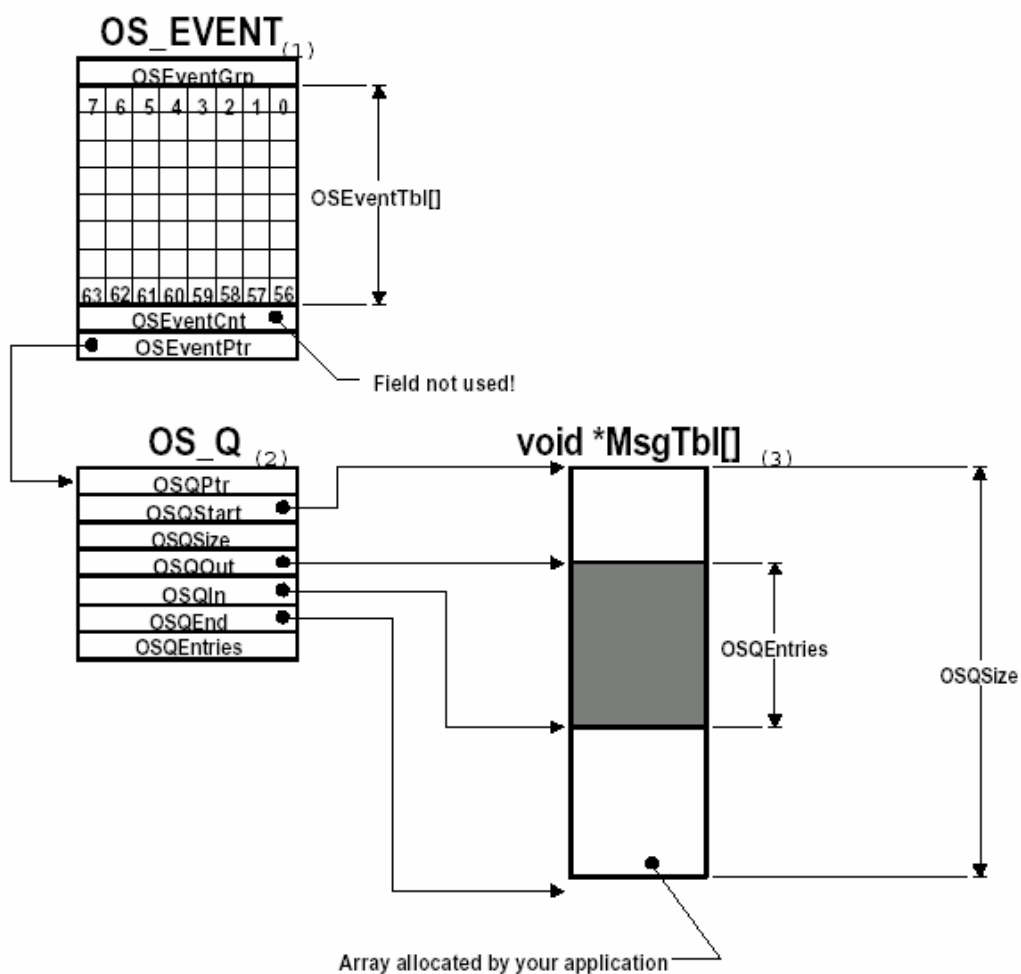 OS_EVENT (1)
OSEventGrp
7 6 5 4 3 2 1 0
OSEventTbl[]
63 62 61 60 59 58 57 56
OSEventCnt
OSEventPtr
Field not used!
OS_Q (2)
void *MsgTbl[] (3)
OSQPtr
OSQStart
OSQSize
OSQOut
OSQIn
OSQEnd
OSQEntries
OSQEntries
OSQSize
Array allocated by your application